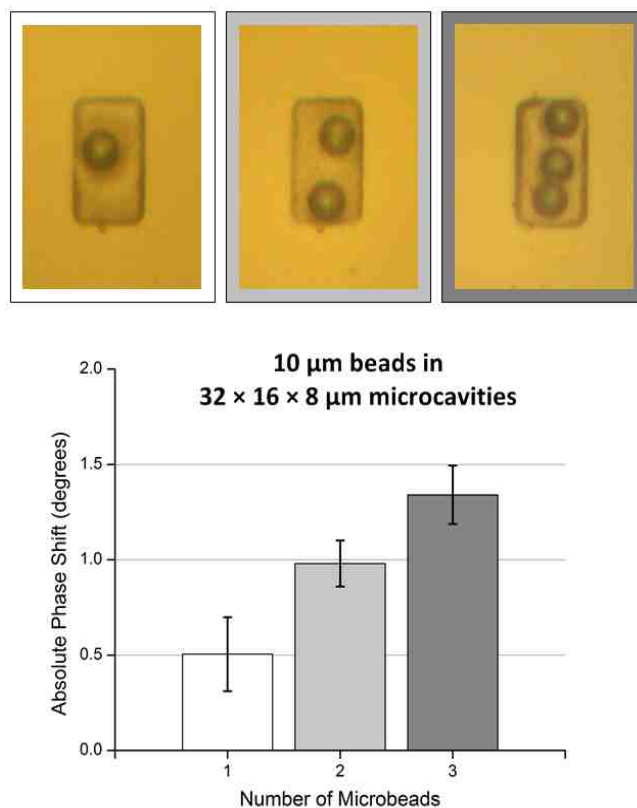 10 µm beads in
32 × 16 × 8 µm microcavities
Absolute Phase Shift (degrees)
2.0
1.5
1.0
0.5
0.0
1 2 3
Number of Microbeads